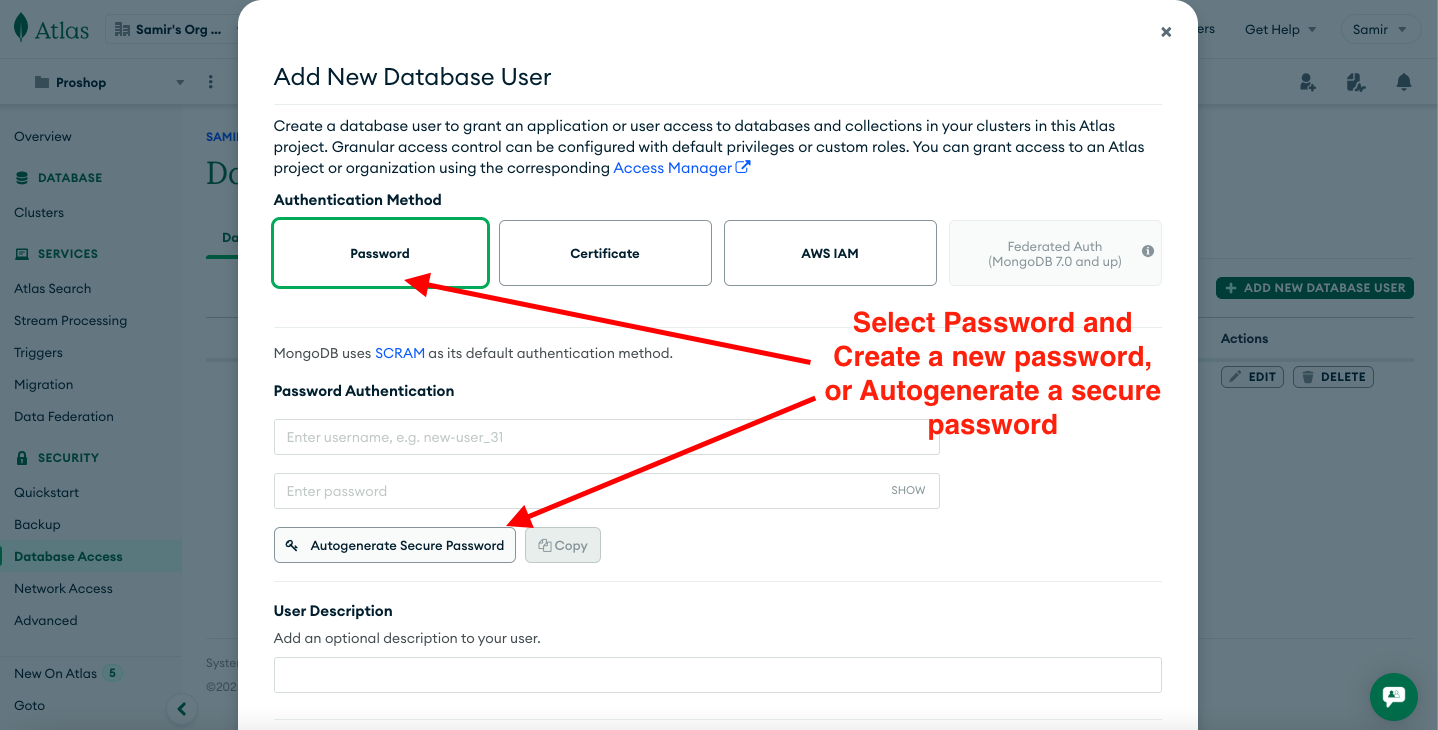 Atlas
Samir's Org ...
Get Help
Samir
Proshop
Overview
DATABASE
Clusters
SERVICES
Atlas Search
Stream Processing
Triggers
Migration
Data Federation
SECURITY
Quickstart
Backup
Database Access
Network Access
Advanced
New On Atlas 5
Goto
Add New Database User
Create a database user to grant an application or user access to databases and collections in your clusters in this Atlas
project. Granular access control can be configured with default privileges or custom roles. You can grant access to an Atlas
project or organization using the corresponding Access Manager
Authentication Method
Password
Certificate
AWS IAM
Federated Auth
(MongoDB 7.0 and up)
MongoDB uses SCRAM as its default authentication method.
Password Authentication
Enter username, e.g. new-user_31
Enter password
SHOW
Autogenerate Secure Password
Copy
User Description
Add an optional description to your user.
Select Password and
Create a new password,
or Autogenerate a secure
password
ADD NEW DATABASE USER
Actions
EDIT
DELETE